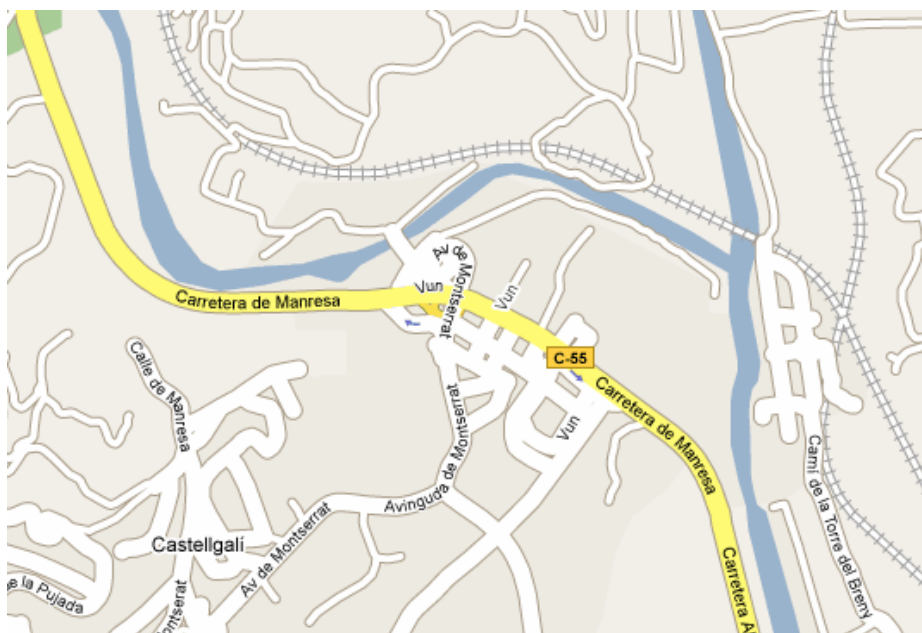 Av de Montserrat
Vun
Vun
Carretera de Manresa
C-55
Calle de Manresa
Carretera de Manresa
Vun
Camí de la Torre del Breny
Avinguda de Montserrat
Av de Montserrat
Castellgalí
de la Pujada
Montserat
Carretera A